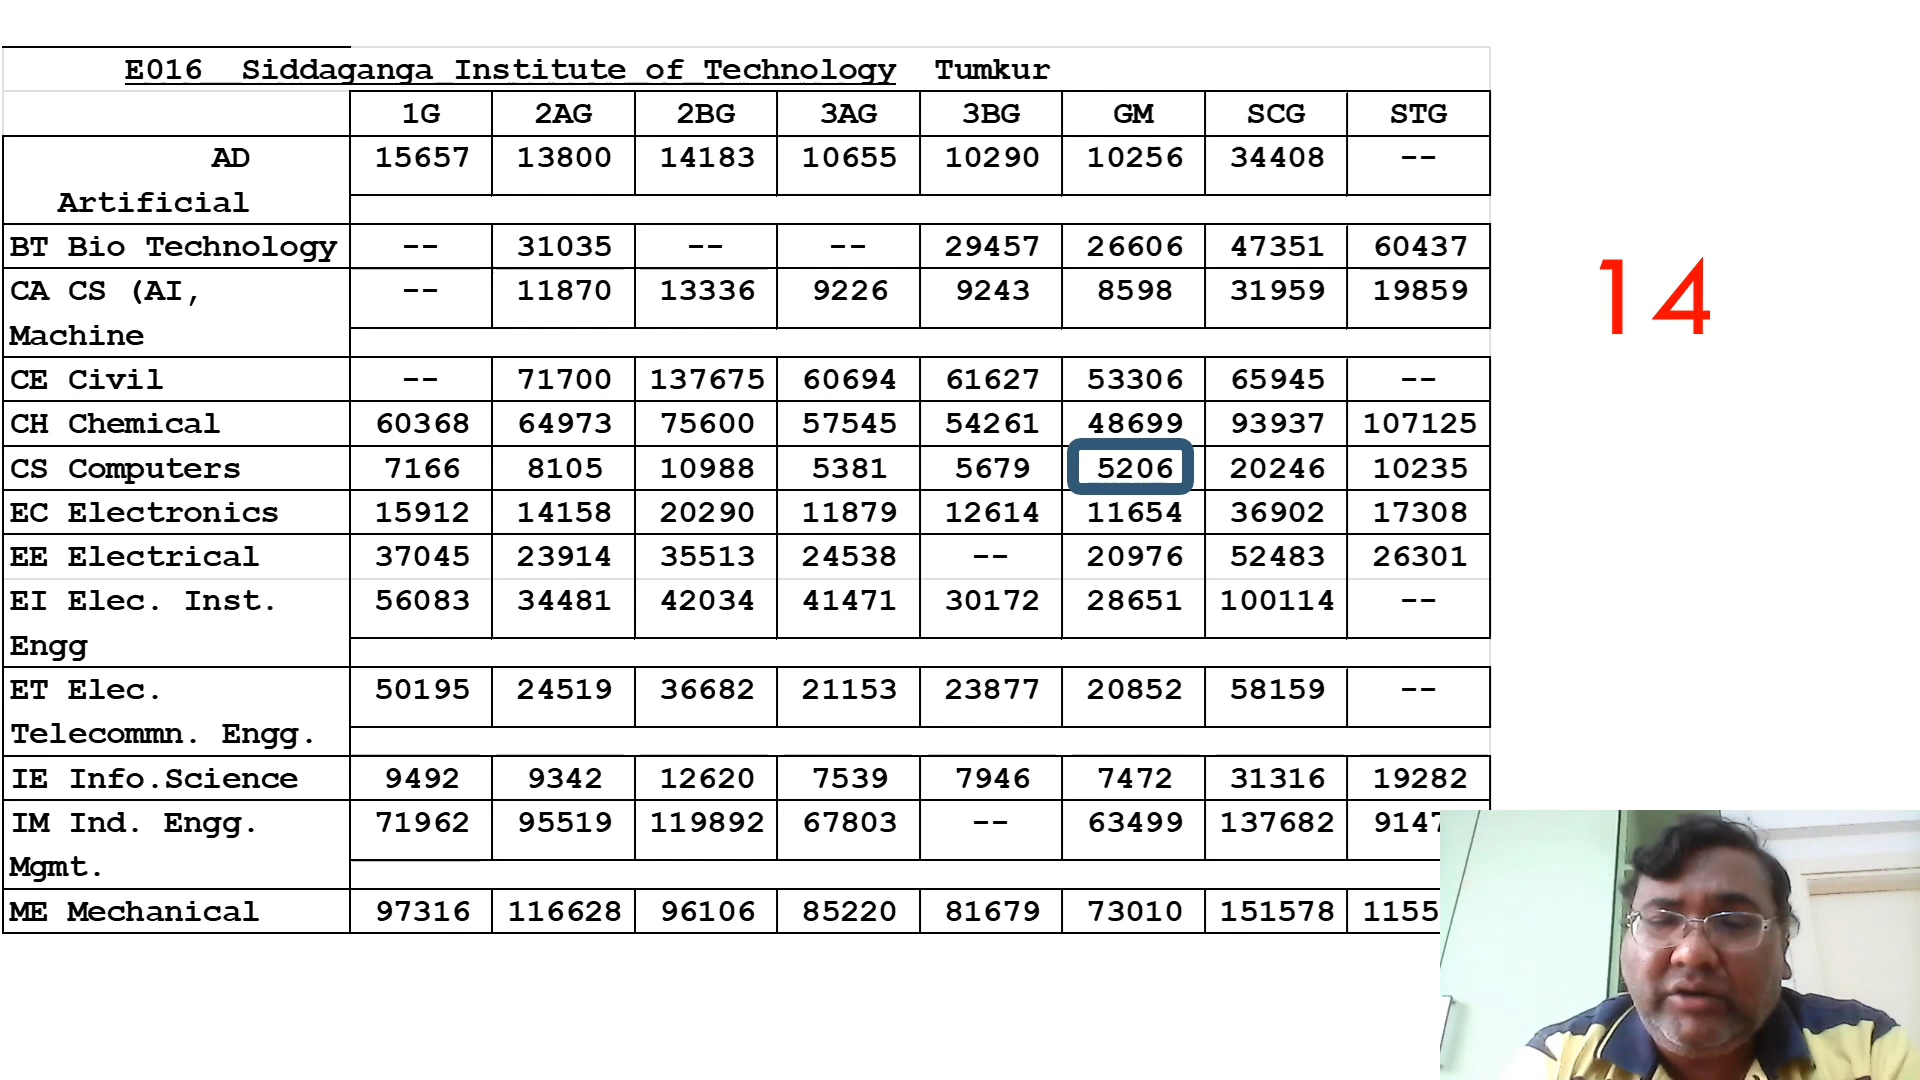 E016 Siddaganga Institute of Technology Tumkur
1G 2AG 2BG 3AG 3BG GM SCG STG
AD 15657 13800 14183 10655 10290 10256 34408 --
Artificial
BT Bio Technology -- 31035 -- -- 29457 26606 47351 60437
CA CS (AI, -- 11870 13336 9226 9243 8598 31959 19859
Machine
14
CE Civil -- 71700 137675 60694 61627 53306 65945 --
CH Chemical 60368 64973 75600 57545 54261 48699 93937 107125
CS Computers 7166 8105 10988 5381 5679 5206 20246 10235
EC Electronics 15912 14158 20290 11879 12614 11654 36902 17308
EE Electrical 37045 23914 35513 24538 -- 20976 52483 26301
EI Elec. Inst. 56083 34481 42034 41471 30172 28651 100114 --
Engg
ET Elec. 50195 24519 36682 21153 23877 20852 58159 --
Telecommn. Engg.
IE Info.Science 9492 9342 12620 7539 7946 7472 31316 19282
IM Ind. Engg. 71962 95519 119892 67803 -- 63499 137682
Mgmt.
ME Mechanical 97316 116628 96106 85220 81679 73010 151578